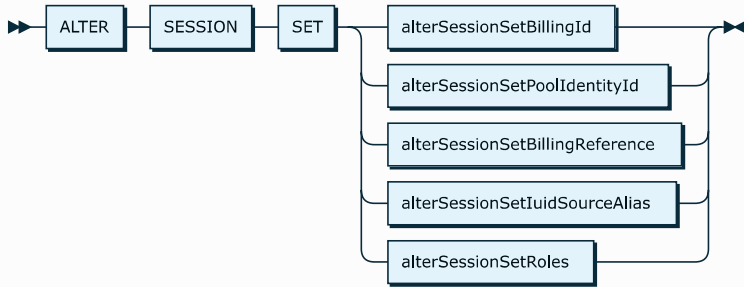 ALTER SESSION SET alterSessionSetBillingId
alterSessionSetPoolIdentityId
alterSessionSetBillingReference
alterSessionSetIuidSourceAlias
alterSessionSetRoles